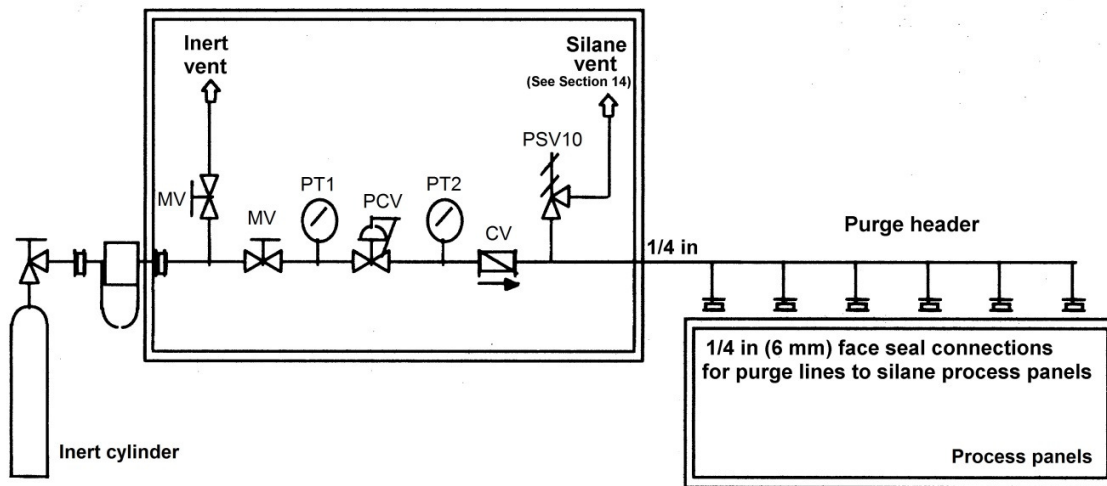 Inert
vent
Silane
vent
(See Section 14)
PSV10
MV
MV
PT1
PCV
PT2
CV
1/4 in
Purge header
1/4 in (6 mm) face seal connections
for purge lines to silane process panels
Process panels
Inert cylinder